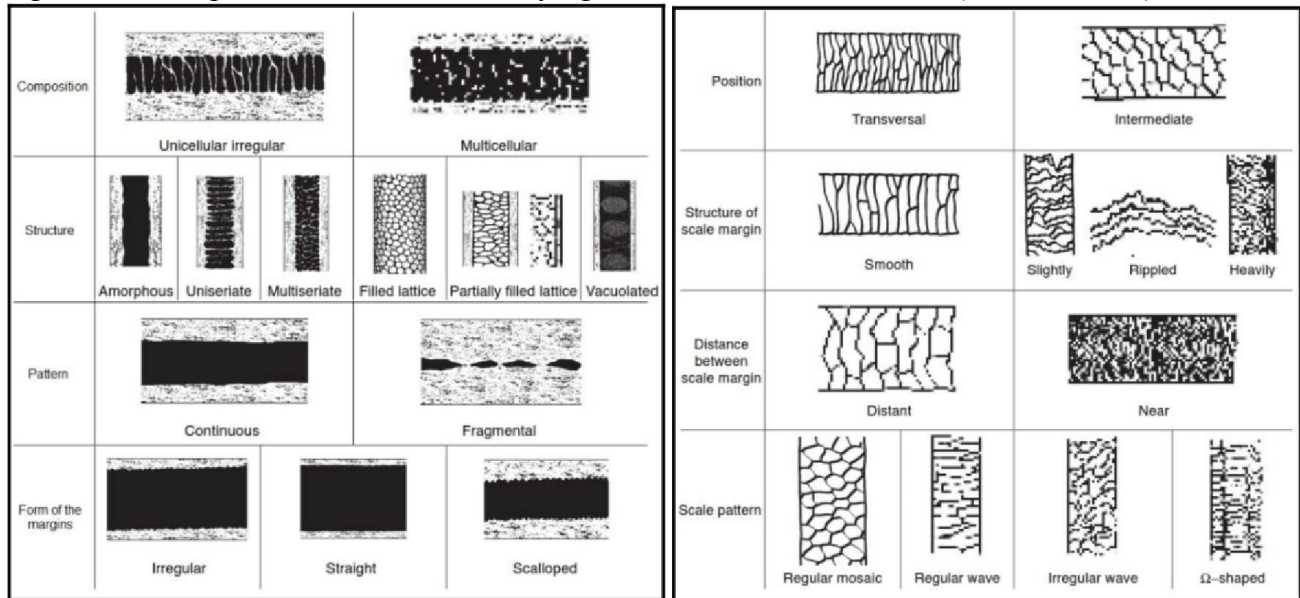 Composition
Unicellular irregular
Multicellular
Structure
Amorphous
Uniseriate
Multiseriate
Filled lattice
Partially filled lattice
Vacuolated
Pattern
Continuous
Fragmental
Form of the
margins
Irregular
Straight
Scalloped
Position
Transversal
Intermediate
Structure of
scale margin
Smooth
Slightly
Rippled
Heavily
Distance
between
scale margin
Distant
Near
Scale pattern
Regular mosaic
Regular wave
Irregular wave
Ω–shaped